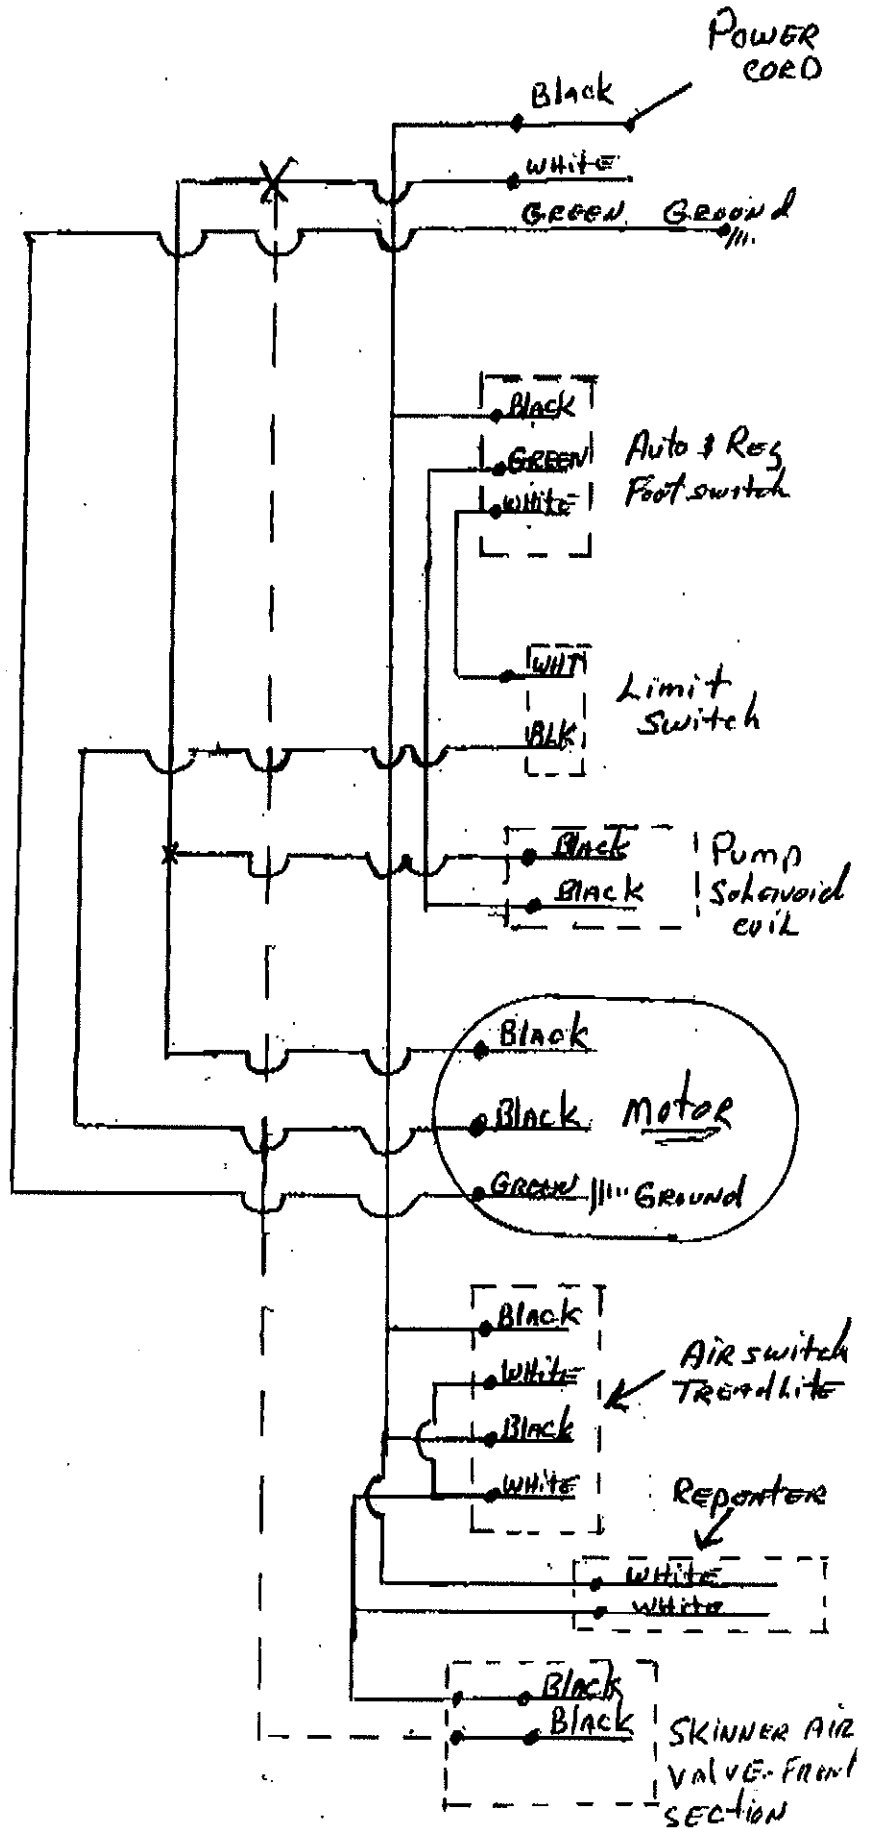 POWER
CORD
Black
WHitE
GREEN GROUND
Black
GREEN
WHitE
Auto & Reg
Foot switch
WHT
BLK
Limit
Switch
Black
Black
Pump
Solenvoid
coil
Black
Black
GREEN GROUND
Motor
Black
WHitE
Black
WHitE
AIR switch
TREAdLitE
REpontER
WHitE
WHitE
Black
Black
SKINNER AIR
VALVE-FRONt
SECtION